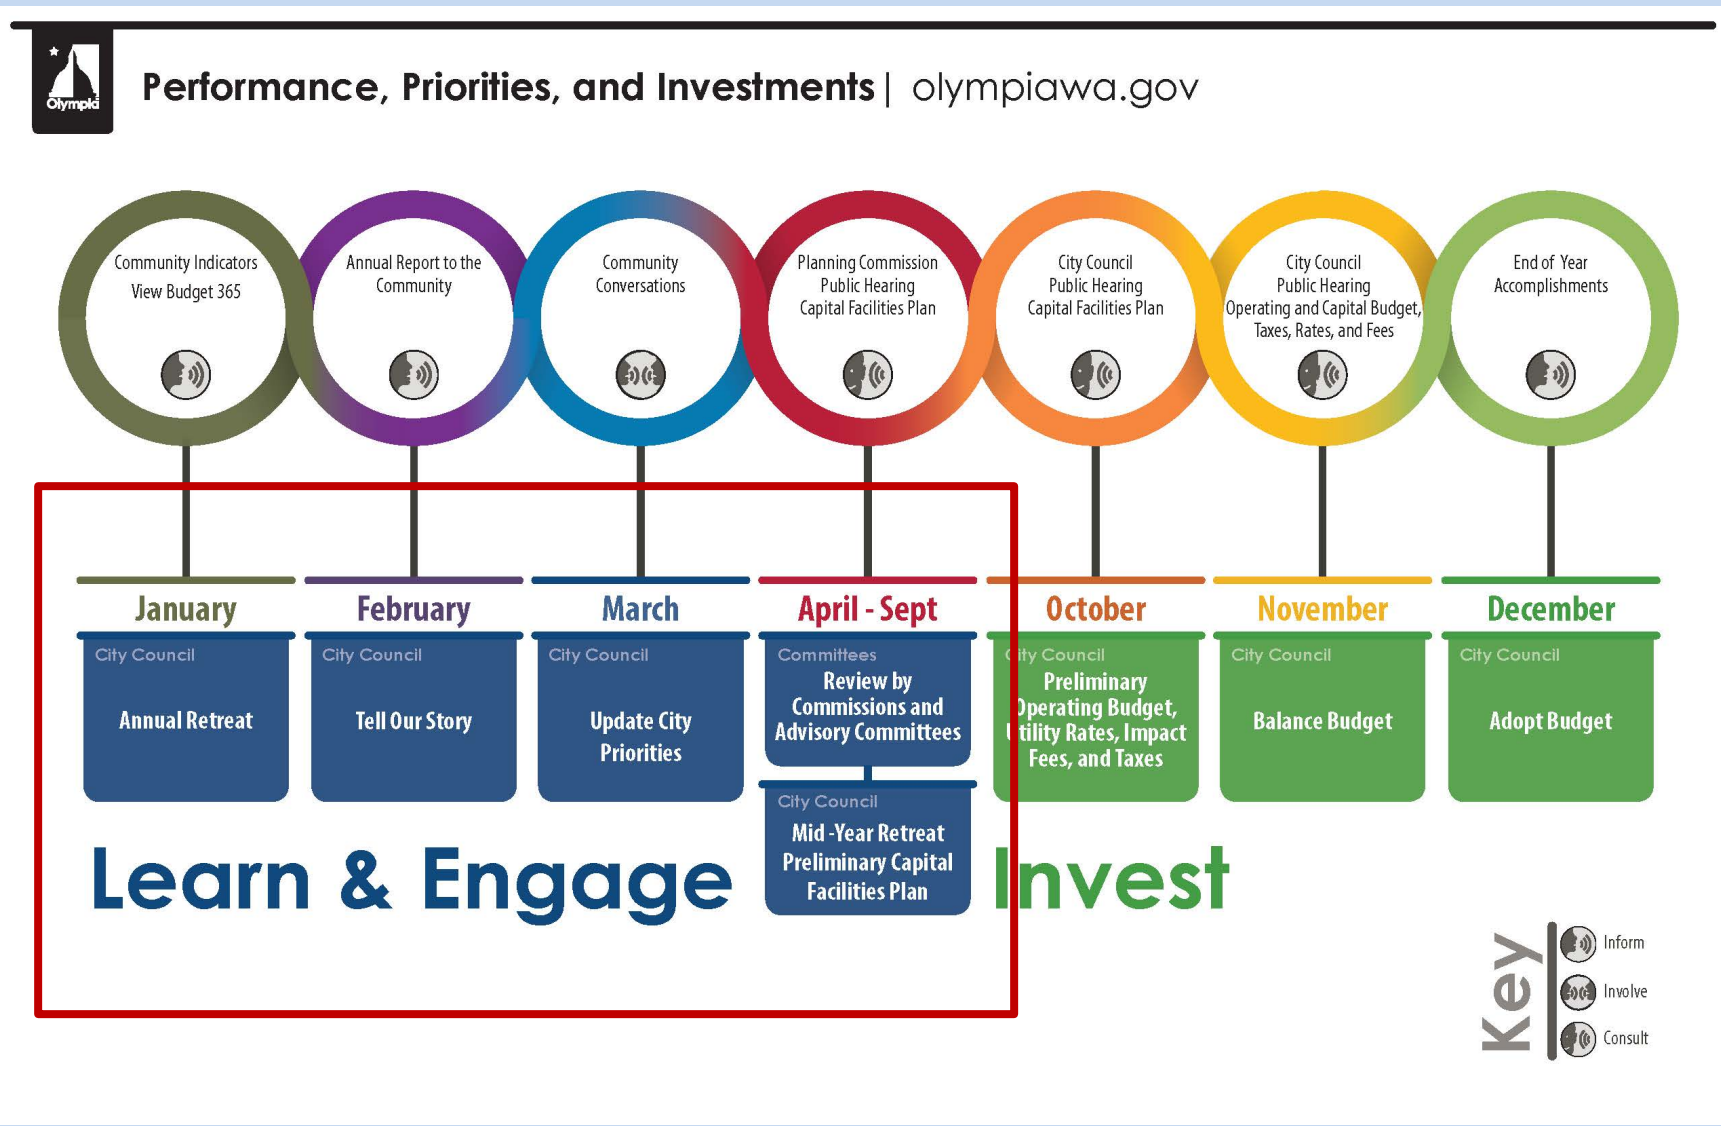 Olympia
Performance, Priorities, and Investments | olympiawa.gov
Community Indicators
View Budget 365
Annual Report to the
Community
Community
Conversations
Planning Commission
Public Hearing
Capital Facilities Plan
City Council
Public Hearing
Capital Facilities Plan
City Council
Public Hearing
Operating and Capital Budget,
Taxes, Rates, and Fees
End of Year
Accomplishments
January
February
March
April - Sept
October
November
December
City Council
Annual Retreat
City Council
Tell Our Story
City Council
Update City
Priorities
Committees
Review by
Commissions and
Advisory Committees
City Council
Mid -Year Retreat
Preliminary Capital
Facilities Plan
City Council
Preliminary
Operating Budget,
Utility Rates, Impact
Fees, and Taxes
City Council
Balance Budget
City Council
Adopt Budget
Learn & Engage
Invest
Key
Inform
Involve
Consult